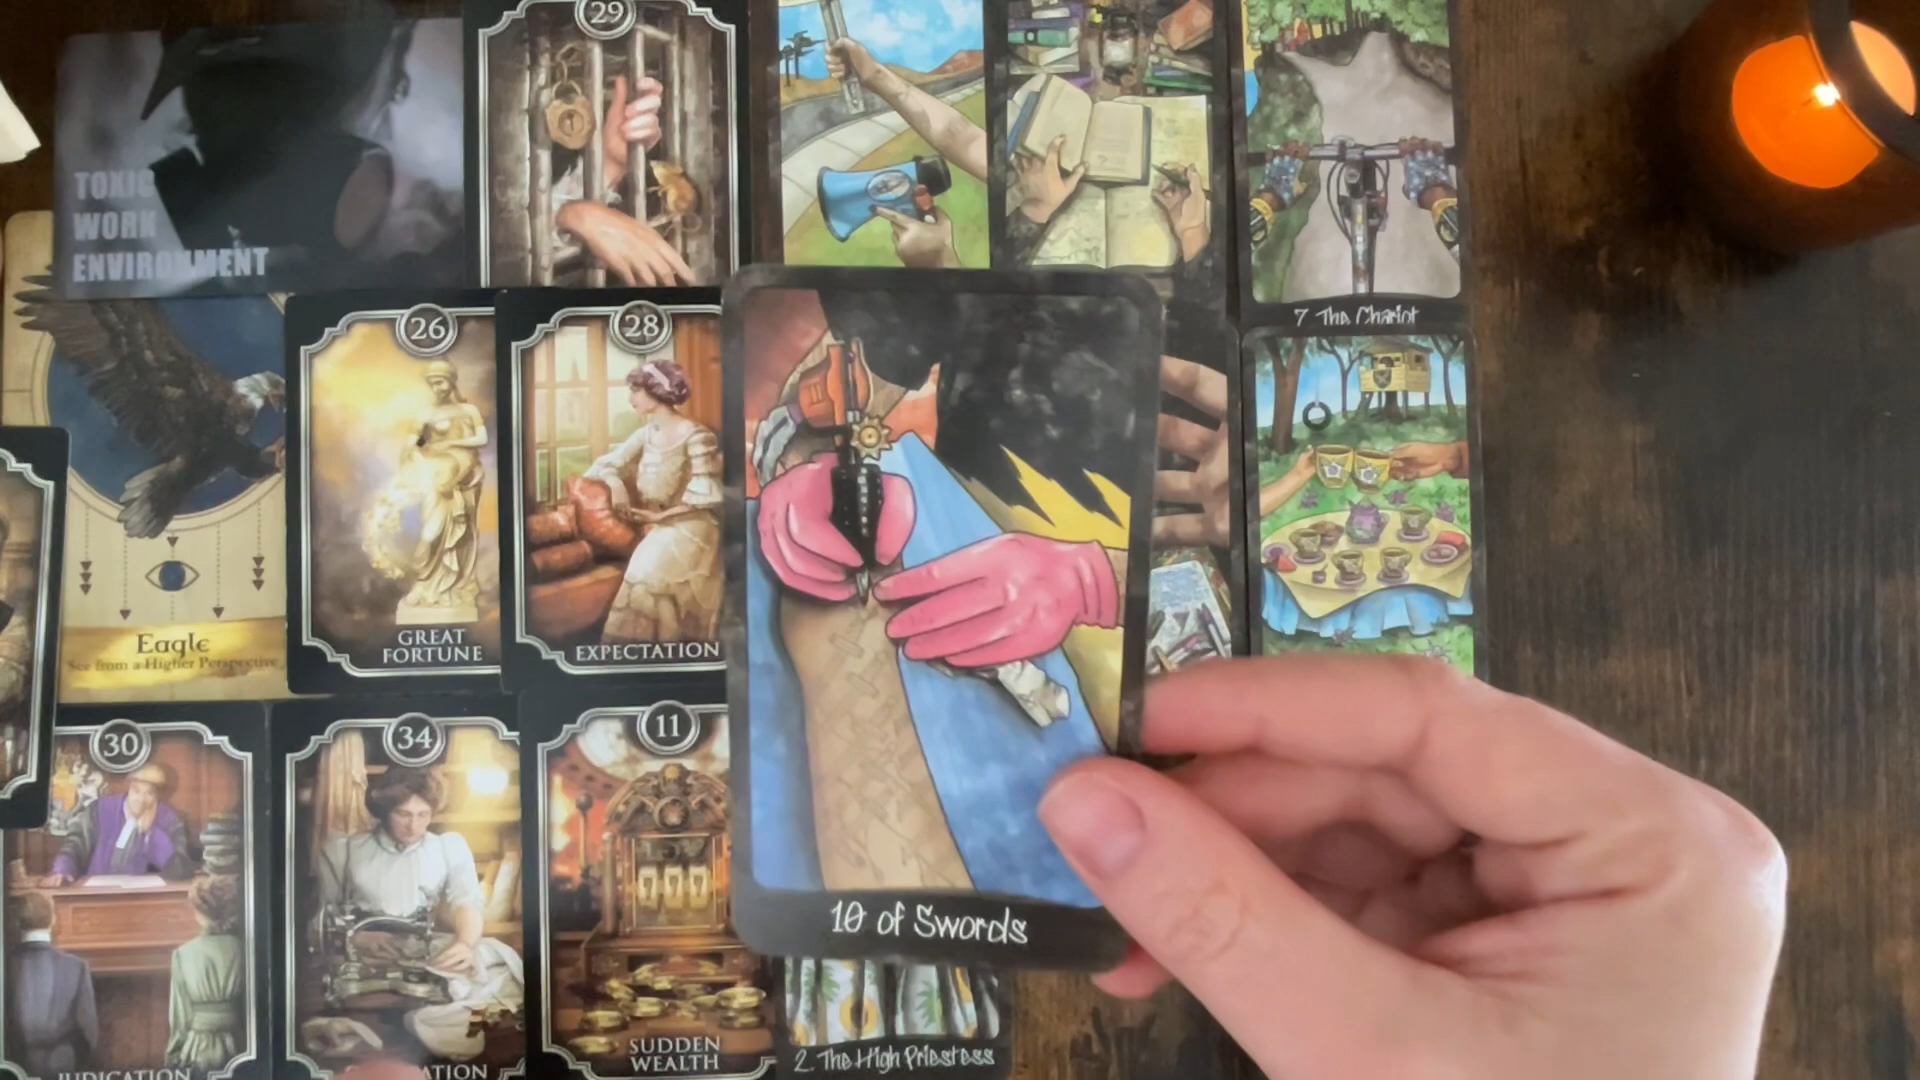 29
TOXIC
WORK
ENVIRONMENT
7 The Chariot
26
GREAT
FORTUNE
28
EXPECTATION
Eagle
See from a Higher Perspective
10 of Swords
30
34
11
777
SUDDEN
WEALTH
2. The High Priestess